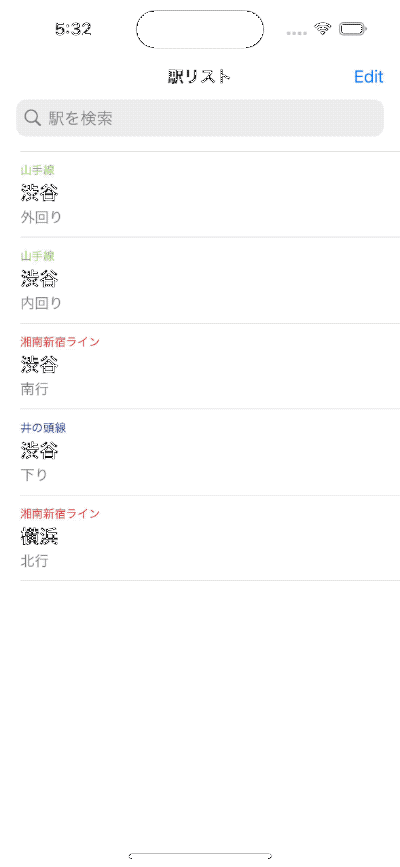 5:32
駅リスト
Edit
駅を検索
山手線
渋谷
外回り
山手線
渋谷
内回り
湘南新宿ライン
渋谷
南行
井の頭線
渋谷
下り
湘南新宿ライン
横浜
北行